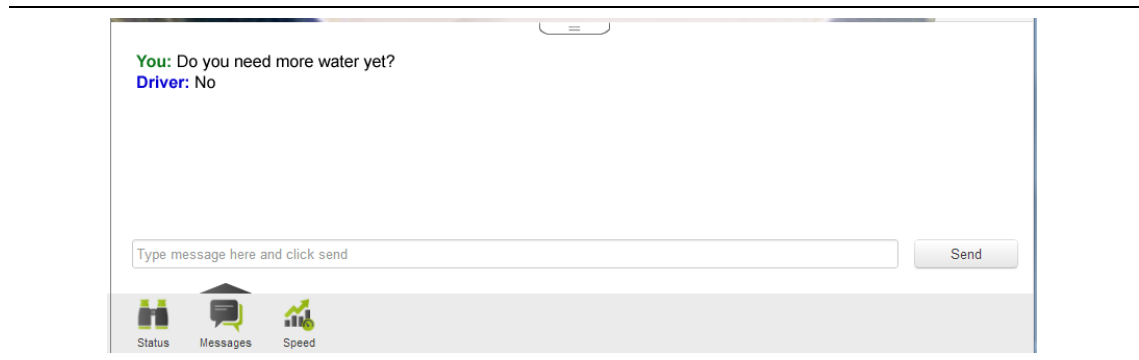 You: Do you need more water yet?
Driver: No
Type message here and click send
Send
Status Messages Speed